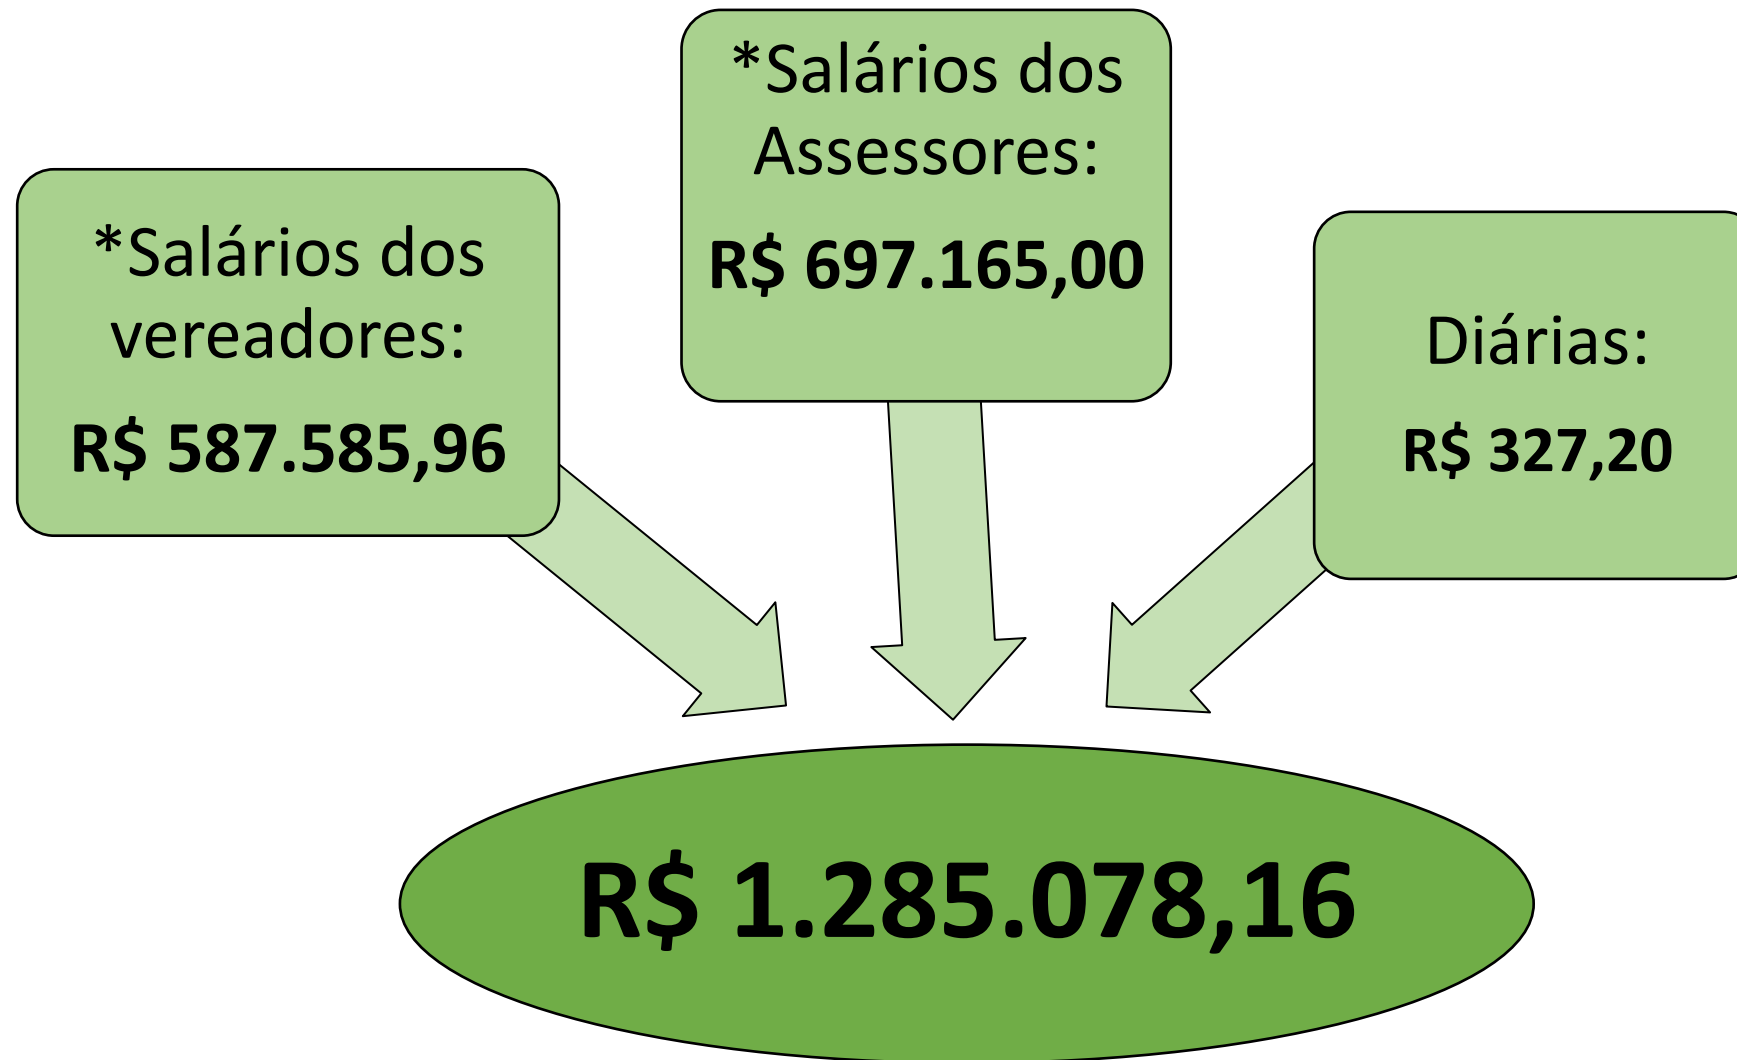 *Salários dos
vereadores:
R$ 587.585,96
*Salários dos
Assessores:
R$ 697.165,00
Diárias:
R$ 327,20
R$ 1.285.078,16